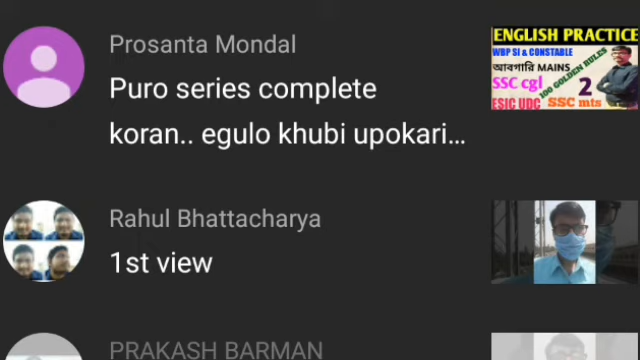 Prosanta Mondal
Puro series complete
koran.. egulo khubi upokari...
ENGLISH PRACTICE
WBP SI & CONSTABLE
আবগারি MAINS
100 GOLDEN RULES
SSC cgl
2
ESIC UDC
SSC mts
Rahul Bhattacharya
1st view
PRAKASH BARMAN